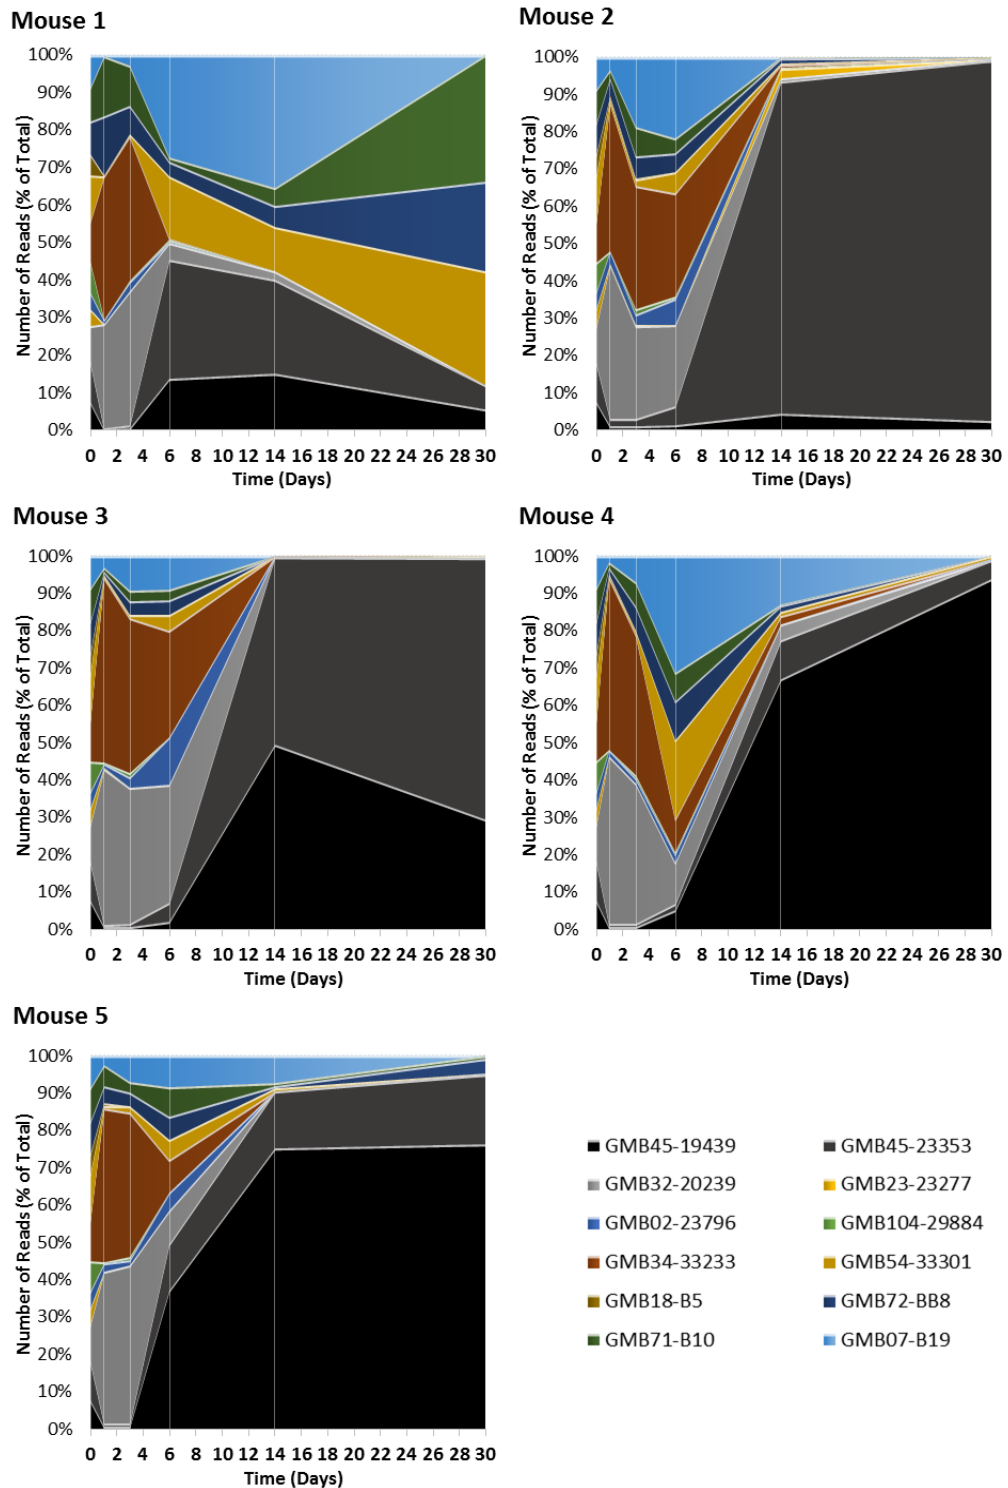 Mouse 1
Number of Reads (% of Total)
100%
90%
80%
70%
60%
50%
40%
30%
20%
10%
0%
0 2 4 6 8 10 12 14 16 18 20 22 24 26 28 30
Time (Days)
Mouse 2
Number of Reads (% of Total)
100%
90%
80%
70%
60%
50%
40%
30%
20%
10%
0%
0 2 4 6 8 10 12 14 16 18 20 22 24 26 28 30
Time (Days)
Mouse 3
Number of Reads (% of Total)
100%
90%
80%
70%
60%
50%
40%
30%
20%
10%
0%
0 2 4 6 8 10 12 14 16 18 20 22 24 26 28 30
Time (Days)
Mouse 4
Number of Reads (% of Total)
100%
90%
80%
70%
60%
50%
40%
30%
20%
10%
0%
0 2 4 6 8 10 12 14 16 18 20 22 24 26 28 30
Time (Days)
Mouse 5
Number of Reads (% of Total)
100%
90%
80%
70%
60%
50%
40%
30%
20%
10%
0%
0 2 4 6 8 10 12 14 16 18 20 22 24 26 28 30
Time (Days)
GMB45-19439 GMB45-23353
GMB32-20239 GMB23-23277
GMB02-23796 GMB104-29884
GMB34-33233 GMB54-33301
GMB18-B5 GMB72-BB8
GMB71-B10 GMB07-B19